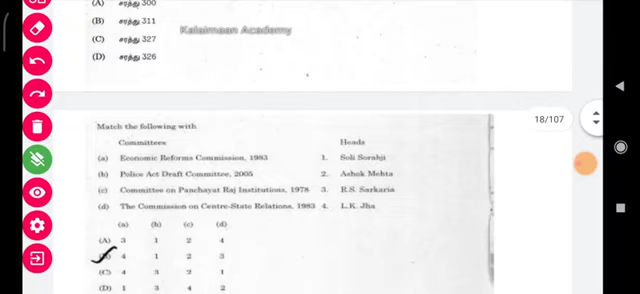 (A) சரத்து 300
(B) சரத்து 311
Kalaimaan Academy
(C) சரத்து 327
(D) சரத்து 326
18/107
Match the following with
Committees Heads
(a) Economic Reforms Commission, 1983 1. Soli Sorabji
(b) Police Act Draft Committee, 2005 2. Ashok Mehta
(c) Committee on Panchayat Raj Institutions, 1978 3. R.S. Sarkaria
(d) The Commission on Centre-State Relations, 1983 4. L.K. Jha
(a) (b) (c) (d)
(A) 3 1 2 4
4 1 2 3
(C) 4 3 2 1
(D) 1 3 4 2